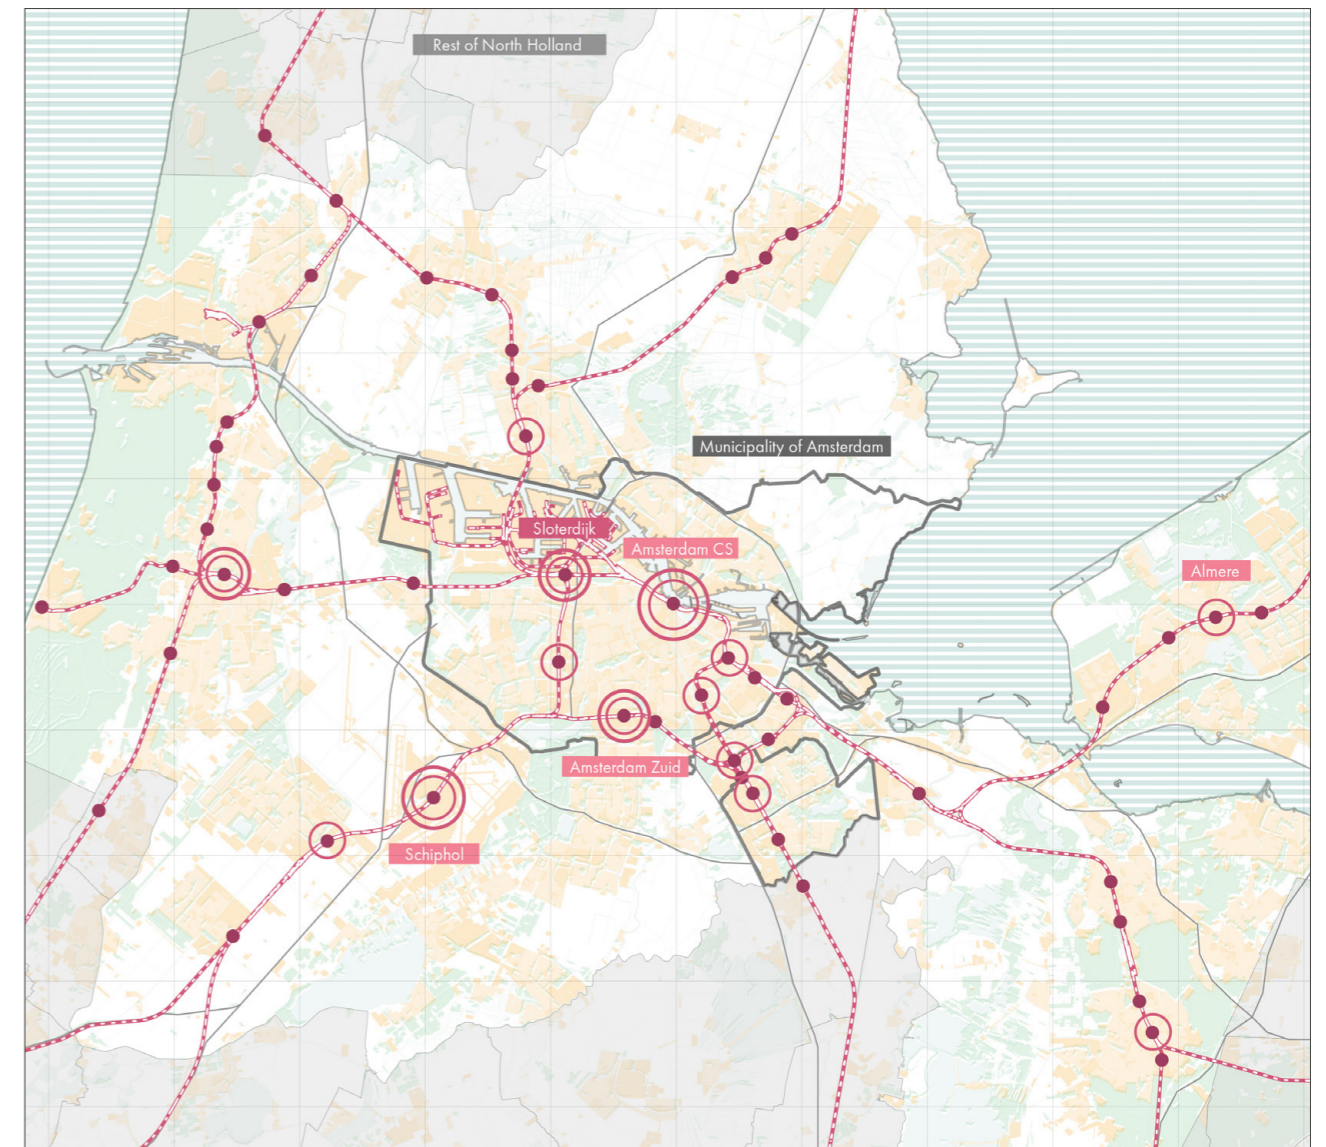 Rest of North Holland
Municipality of Amsterdam
Sloterdijk
Amsterdam CS
Almere
Amsterdam Zuid
Schiphol